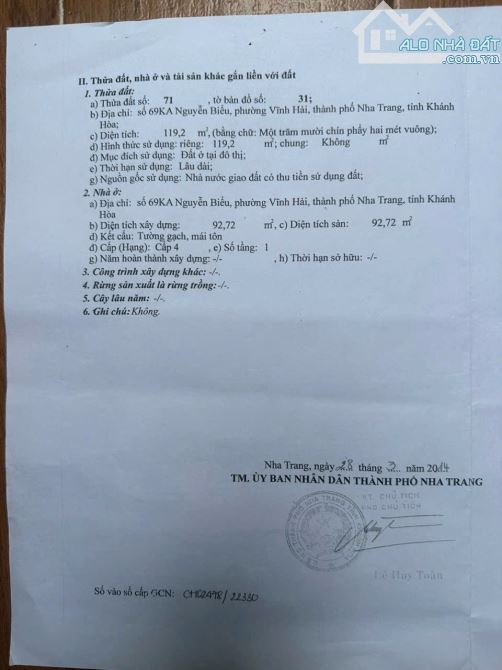 ALO NHÀ ĐẤT
.com.vn
II. Thửa đất, nhà ở và tài sản khác gắn liền với đất
1. Thửa đất:
a) Thửa đất số: 71 , tờ bản đồ số: 31;
b) Địa chỉ: số 69KA Nguyễn Biểu, phường Vĩnh Hải, thành phố Nha Trang, tỉnh Khánh
Hòa;
c) Diện tích: 119,2 m², (bằng chữ: Một trăm mười chín phẩy hai mét vuông);
d) Hình thức sử dụng: riêng: 119,2 m²; chung: Không m²
đ) Mục đích sử dụng: Đất ở tại đô thị;
e) Thời hạn sử dụng: Lâu dài;
g) Nguồn gốc sử dụng: Nhà nước giao đất có thu tiền sử dụng đất;
2. Nhà ở:
a) Địa chỉ: số 69KA Nguyễn Biểu, phường Vĩnh Hải, thành phố Nha Trang, tỉnh Khánh
Hòa
b) Diện tích xây dựng: 92,72 m², c) Diện tích sàn: 92,72 m²
d) Kết cấu: Tường gạch, mái tôn
đ) Cấp (Hạng): Cấp 4 , e) Số tầng: 1
g) Năm hoàn thành xây dựng: -/- , h) Thời hạn sở hữu: -/-
3. Công trình xây dựng khác: -/-.
4. Rừng sản xuất là rừng trồng: -/-.
5. Cây lâu năm: -/-.
6. Ghi chú: Không.
Nha Trang, ngày 28 tháng 2 năm 2014
TM. ỦY BAN NHÂN DÂN THÀNH PHỐ NHA TRANG
KT. CHỦ TỊCH
PHÓ CHỦ TỊCH
Lê Huy Toàn
Số vào sổ cấp GCN: CH02498/22330